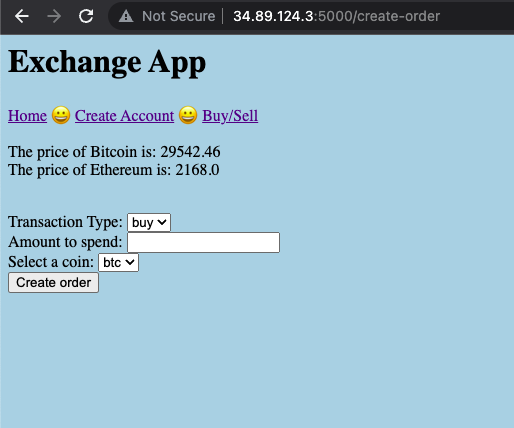 Not Secure | 34.89.124.3:5000/create-order
Exchange App
Home 😀 Create Account 😀 Buy/Sell
The price of Bitcoin is: 29542.46
The price of Ethereum is: 2168.0
Transaction Type: buy
Amount to spend:
Select a coin: btc
Create order